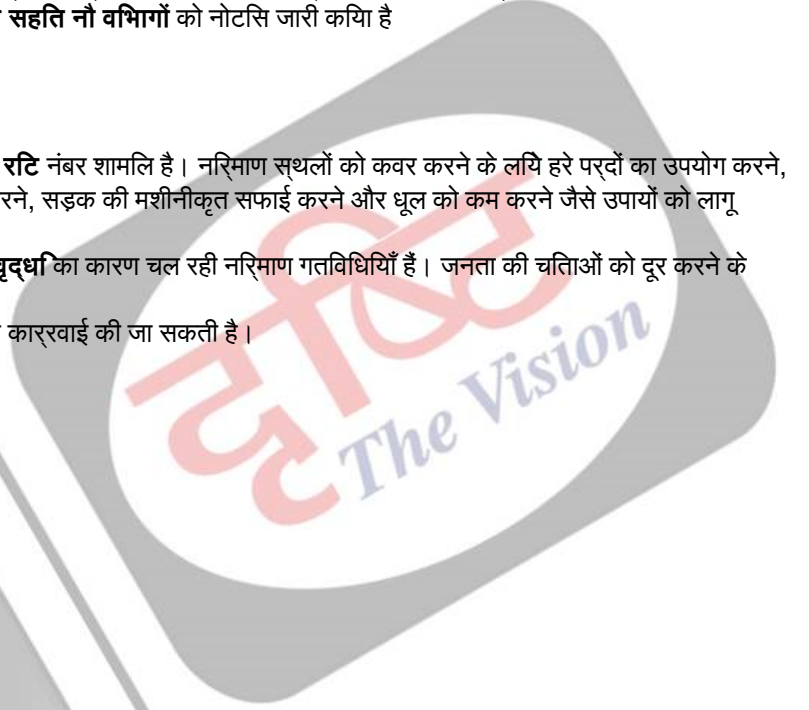 सहति नौ वभिागों को नोटसि जारी कयिा है
रटि नंबर शामलि है। नरि्माण स्थलों को कवर करने के लयिे हरे पर्दों का उपयोग करने,
रने, सड़क की मशीनीकृत सफाई करने और धूल को कम करने जैसे उपायों को लागू
वृद्धि का कारण चल रही नरि्माण गतविधियिाँ हैं। जनता की चतिाओं को दूर करने के
कार्रवाई की जा सकती है।
दृष्टि
The Vision